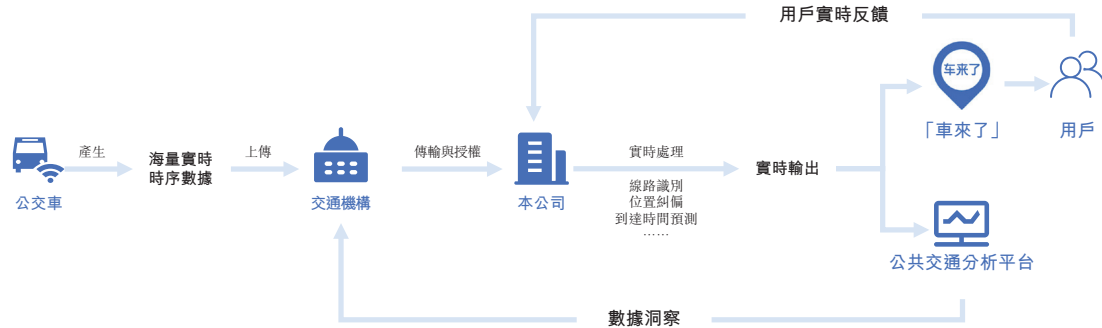 用戶實時反饋
车来了
「車來了」
用戶
產生
海量實時
時序數據
上傳
傳輸與授權
實時處理
實時輸出
線路識別
位置糾偏
到達時間預測
……
公交車
交通機構
本公司
公共交通分析平台
數據洞察